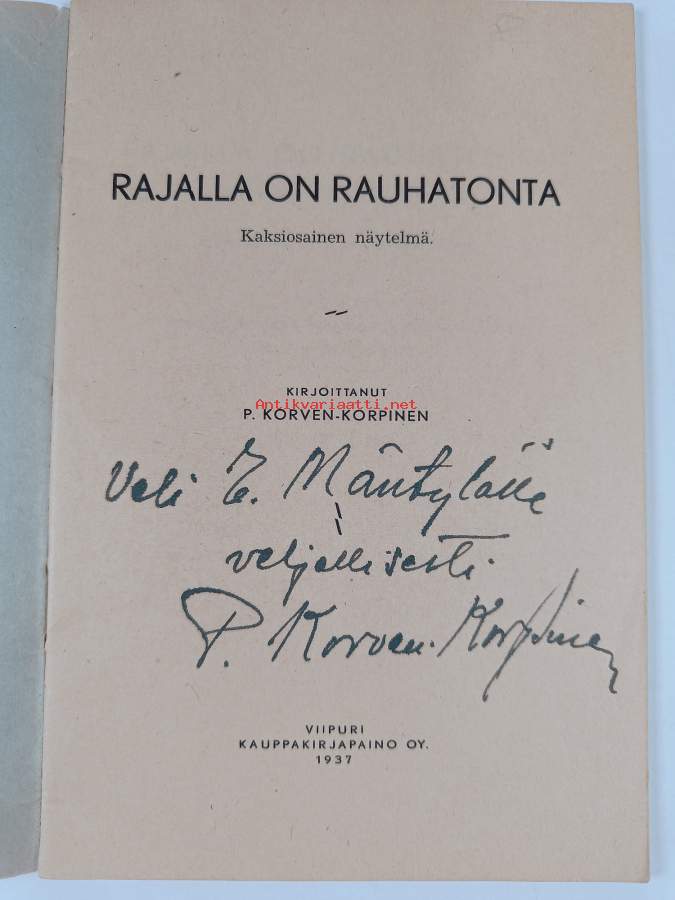 RAJALLA ON RAUHATONTA
Kaksiosainen näytelmä.
KIRJOITTANUT
Antikvariaatti.net
P. KORVEN-KORPINEN
Veli E. Mäntylälle
veljellisesti
P. Korven-Korpinen
VIIPURI
KAUPPAKIRJAPAINO OY.
1937